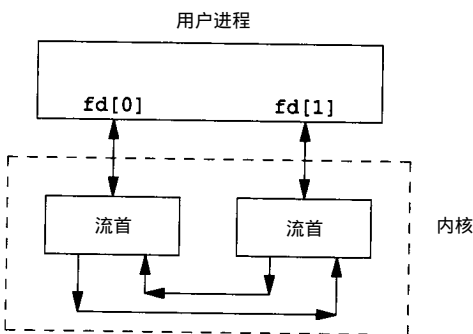 用户进程
fd[0]
fd[1]
流首
流首
内核